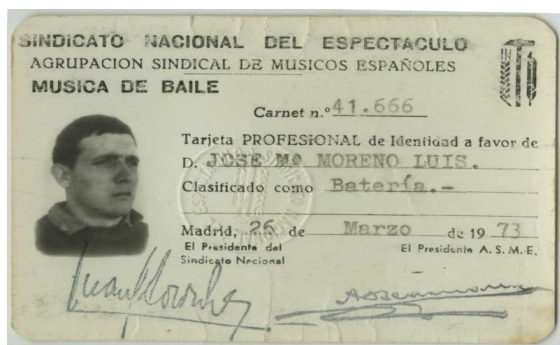 SINDICATO NACIONAL DEL ESPECTACULO
AGRUPACION SINDICAL DE MUSICOS ESPAÑOLES
MUSICA DE BAILE
Carnet n.º 41.666
Tarjeta PROFESIONAL de Identidad a favor de
D. JOSE Mª MORENO LUIS.
Clasificado como Batería.-
Madrid, 26 de Marzo de 19 73
El Presidente del
Sindicato Nacional
El Presidente A. S. M. E.